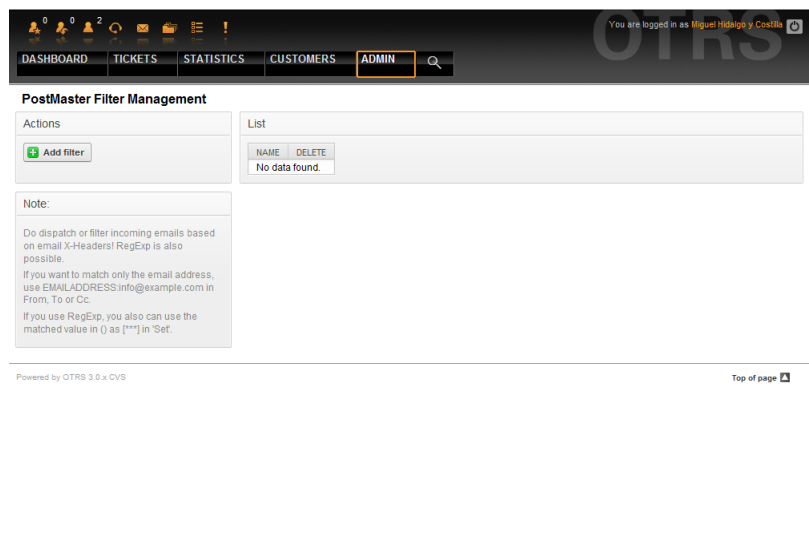 0 0 2
You are logged in as Miguel Hidalgo y Costilla
OTRS
DASHBOARD TICKETS STATISTICS CUSTOMERS ADMIN
PostMaster Filter Management
Actions
Add filter
List
NAME DELETE
No data found.
Note:
Do dispatch or filter incoming emails based
on email X-Headers! RegExp is also
possible.
If you want to match only the email address,
use EMAILADDRESS:info@example.com in
From, To or Cc.
If you use RegExp, you also can use the
matched value in () as [***] in 'Set'.
Powered by OTRS 3.0.x CVS
Top of page